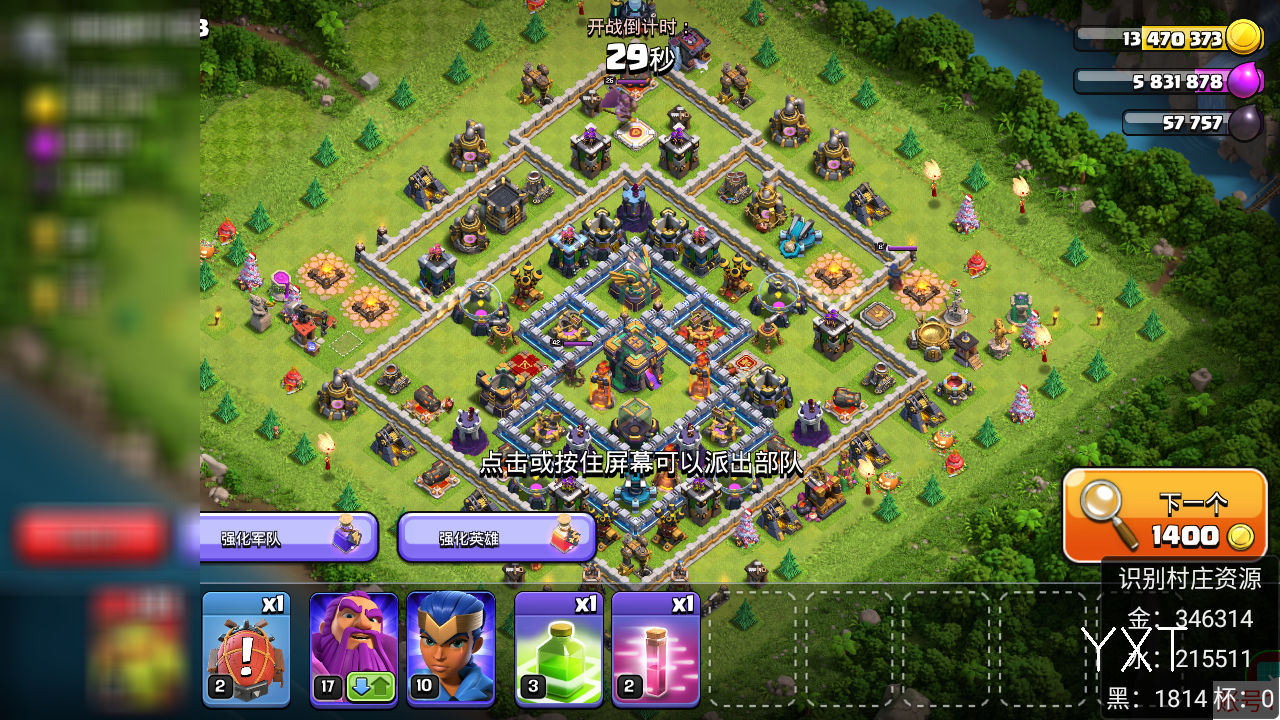 3
开战倒计时：
29秒
13 470 373
5 831 878
57 757
26
42
点击或按住屏幕可以派出部队
强化军队
强化英雄
下一个
1400
x1
2
17
10
x1
3
x1
2
识别村庄资源
金：346314
水：215511
YXT
黑：1814 杯：0